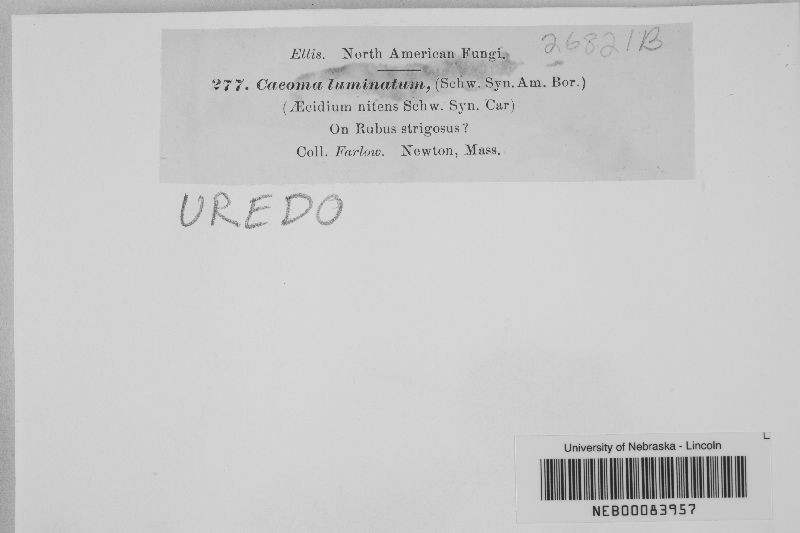 Ellis. North American Fungi.
26821B
277. Caeoma luminatum, (Schw. Syn. Am. Bor.)
(Æcidium nitens Schw. Syn. Car)
On Rubus strigosus?
Coll. Farlow. Newton, Mass.
UREDO
University of Nebraska - Lincoln
NEB00083957